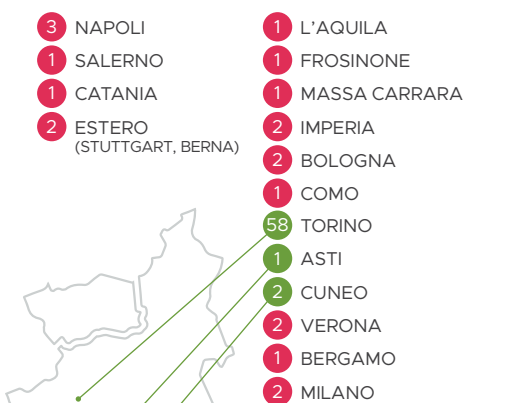 3 NAPOLI
1 SALERNO
1 CATANIA
2 ESTERO
(STUTTGART, BERNA)
1 L'AQUILA
1 FROSINONE
1 MASSA CARRARA
2 IMPERIA
2 BOLOGNA
1 COMO
58 TORINO
1 ASTI
2 CUNEO
2 VERONA
1 BERGAMO
2 MILANO